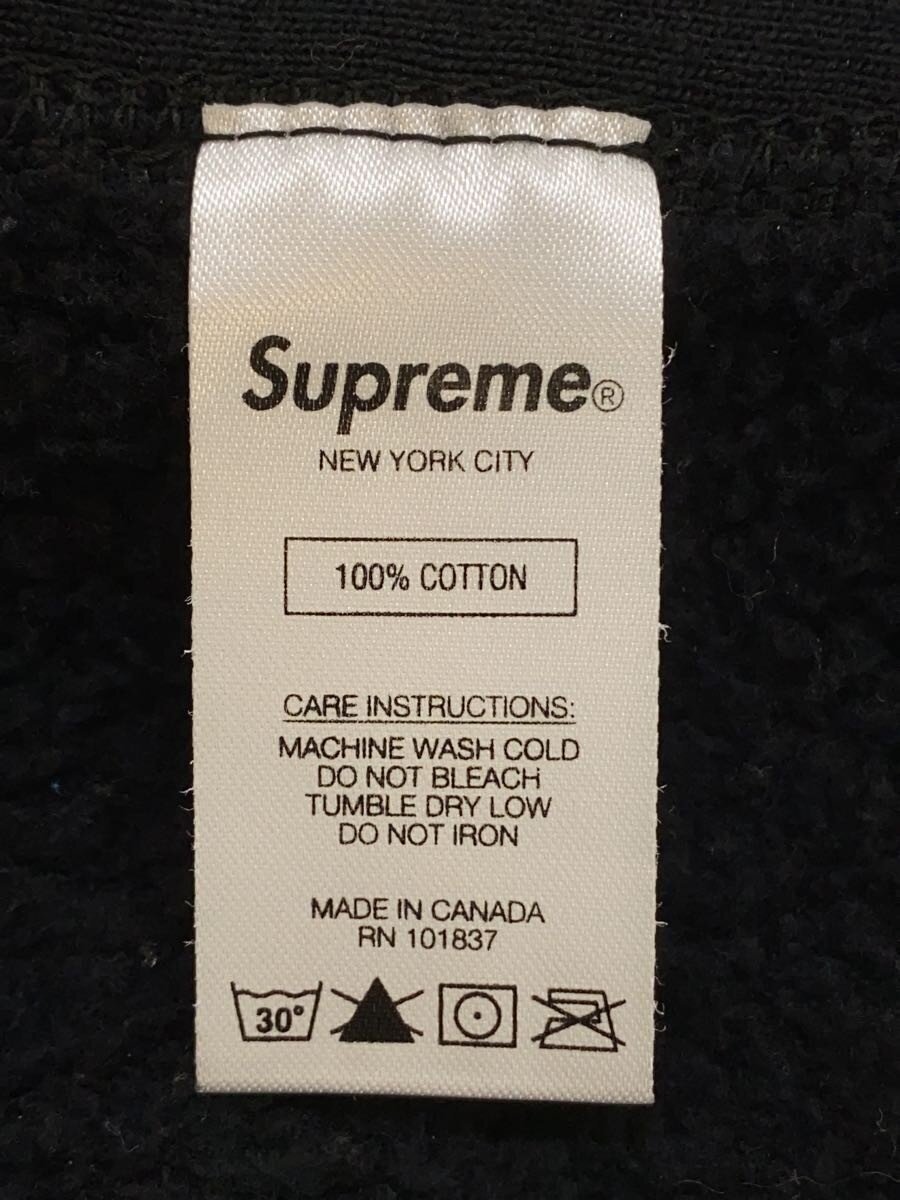 Supreme®
NEW YORK CITY
100% COTTON
CARE INSTRUCTIONS:
MACHINE WASH COLD
DO NOT BLEACH
TUMBLE DRY LOW
DO NOT IRON
MADE IN CANADA
RN 101837
30°